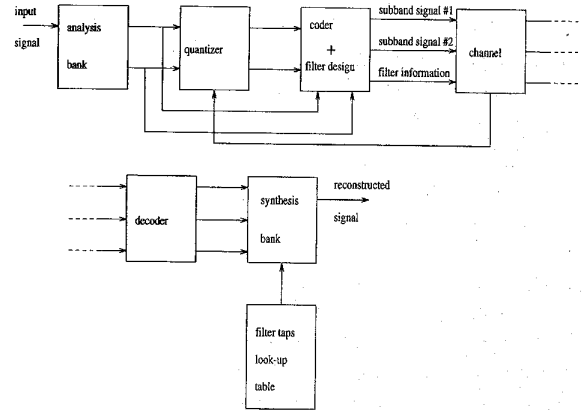 input
signal
analysis
bank
quantizer
coder
+
filter design
subband signal #1
subband signal #2
filter information
channel
decoder
synthesis
bank
reconstructed
signal
filter taps
look-up
table